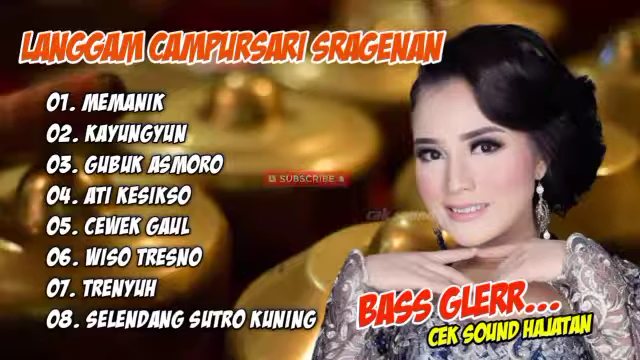 LANGGAM CAMPURSARI SRAGENAN
01. MEMANIK
02. KAYUNGYUN
03. GUBUK ASMORO
04. ATI KESIKSO
05. CEWEK GAUL
06. WISO TRESNO
07. TRENYUH
08. SELENDANG SUTRO KUNING
SUBSCRIBE
BASS GLERR...
CEK SOUND HAJATAN